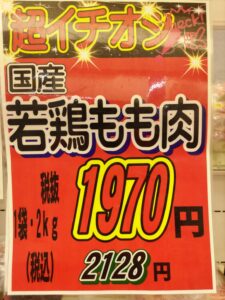 超イチオシ
国産
若鶏もも肉
税抜 1970円
1袋・2kg
(税込) 2128円